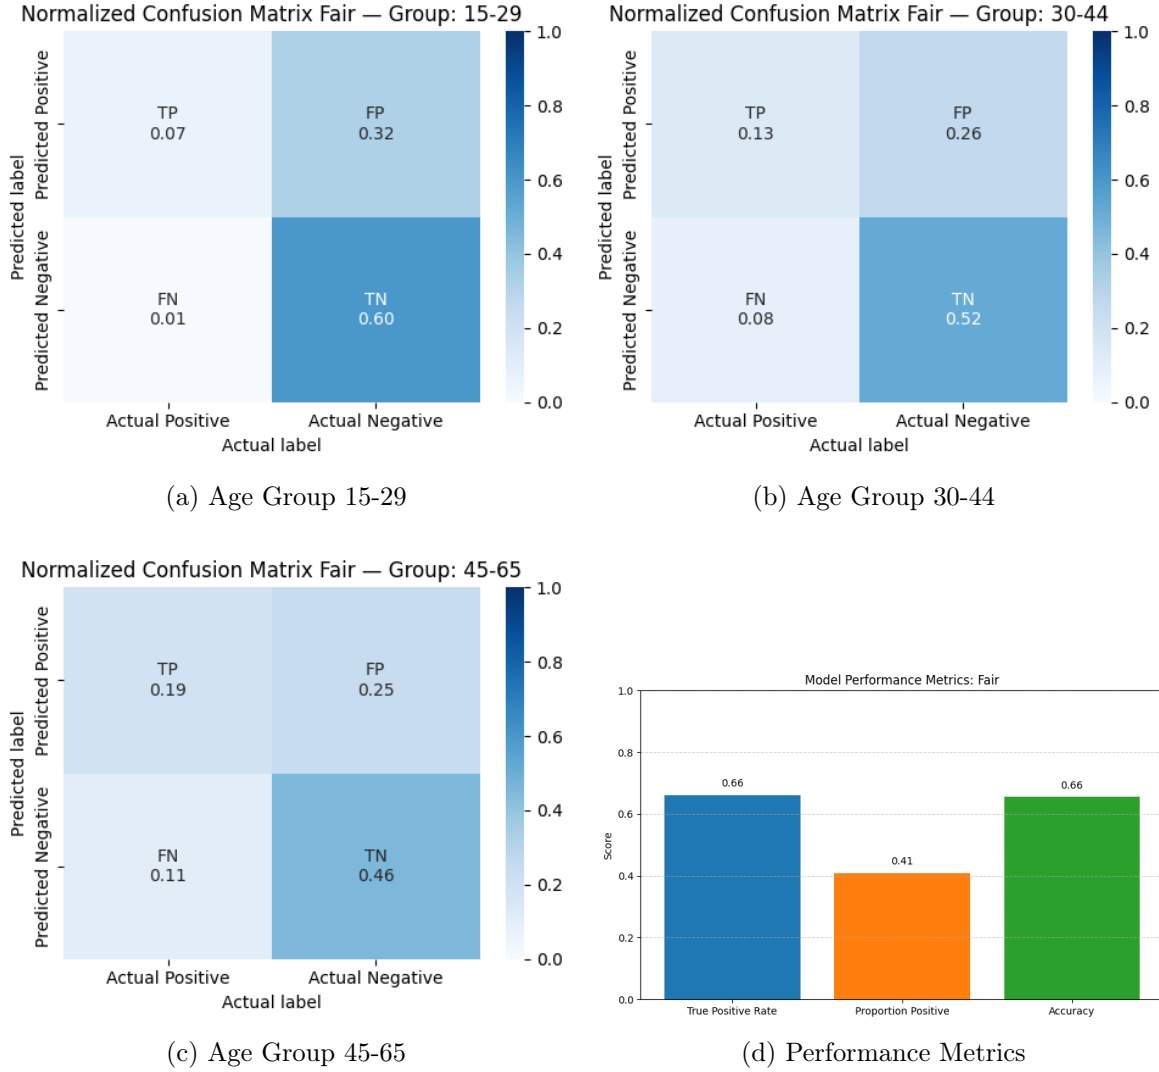 Normalized Confusion Matrix Fair — Group: 15-29
Predicted label
Predicted Positive
Predicted Negative
TP
0.07
FP
0.32
FN
0.01
TN
0.60
1.0
0.8
0.6
0.4
0.2
0.0
Actual Positive
Actual Negative
Actual label
(a) Age Group 15-29
Normalized Confusion Matrix Fair — Group: 30-44
Predicted label
Predicted Positive
Predicted Negative
TP
0.13
FP
0.26
FN
0.08
TN
0.52
1.0
0.8
0.6
0.4
0.2
0.0
Actual Positive
Actual Negative
Actual label
(b) Age Group 30-44
Normalized Confusion Matrix Fair — Group: 45-65
Predicted label
Predicted Positive
Predicted Negative
TP
0.19
FP
0.25
FN
0.11
TN
0.46
1.0
0.8
0.6
0.4
0.2
0.0
Actual Positive
Actual Negative
Actual label
(c) Age Group 45-65
Model Performance Metrics: Fair
Score
1.0
0.8
0.6
0.4
0.2
0.0
0.66
0.41
0.66
True Positive Rate
Proportion Positive
Accuracy
(d) Performance Metrics